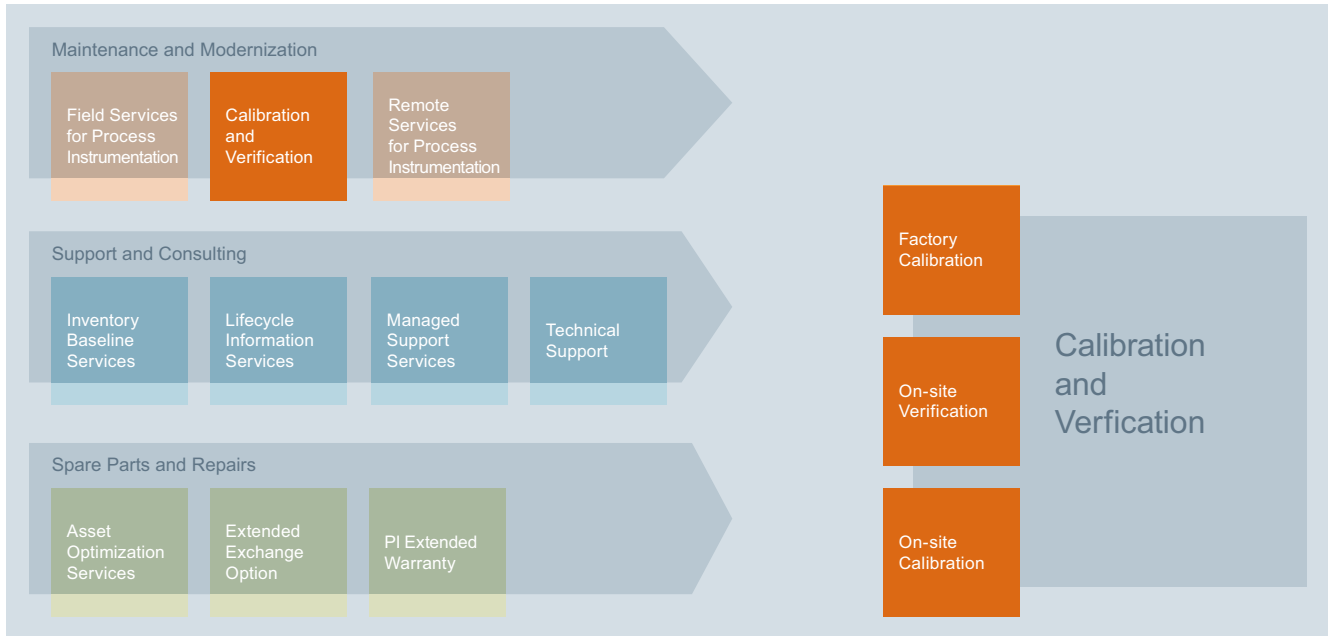 Maintenance and Modernization
Field Services
for Process
Instrumentation
Calibration
and
Verification
Remote
Services
for Process
Instrumentation
Support and Consulting
Inventory
Baseline
Services
Lifecycle
Information
Services
Managed
Support
Services
Technical
Support
Spare Parts and Repairs
Asset
Optimization
Services
Extended
Exchange
Option
PI Extended
Warranty
Factory
Calibration
On-site
Verification
On-site
Calibration
Calibration
and
Verfication